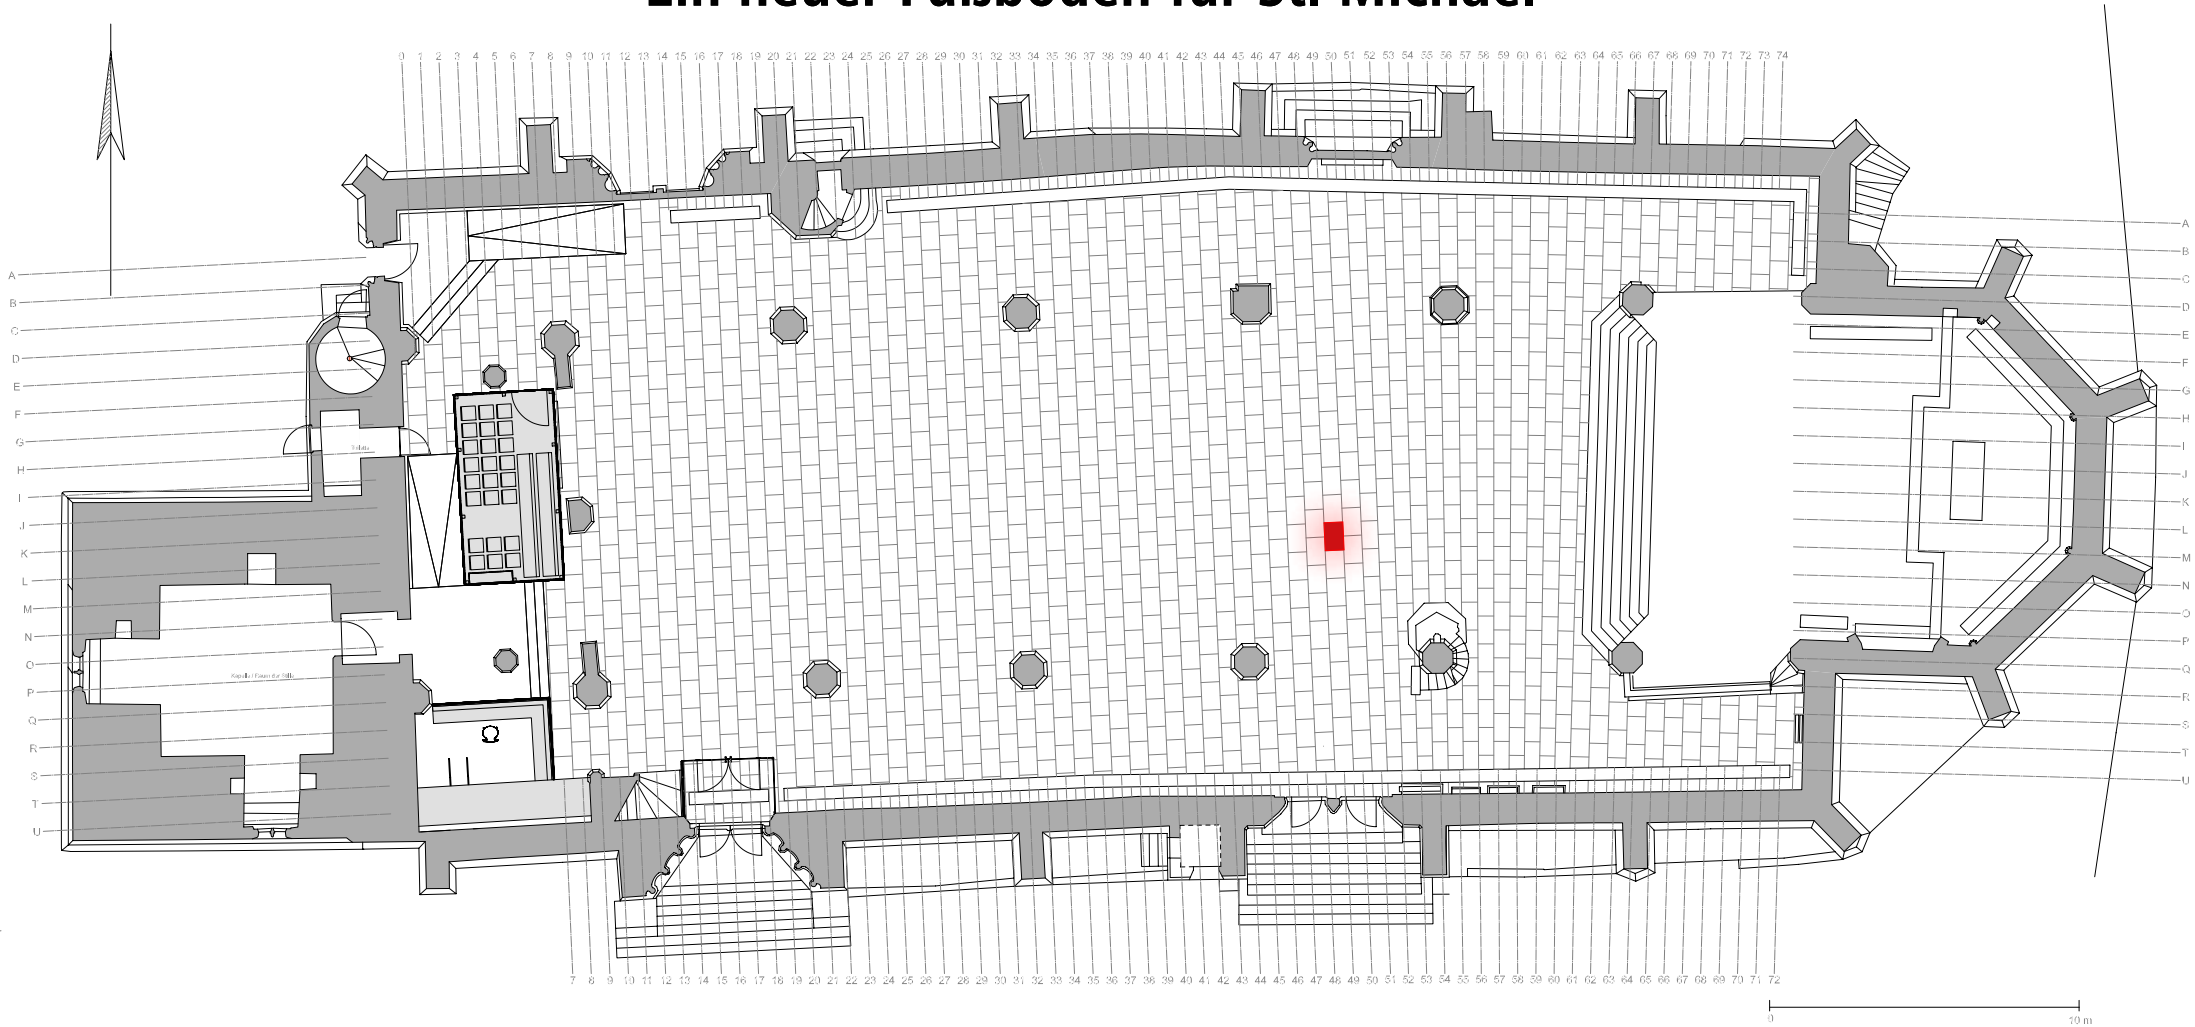 Ein neuer Fußboden für St. Michael
0 1 2 3 4 5 6 7 8 9 10 11 12 13 14 15 16 17 18 19 20 21 22 23 24 25 26 27 28 29 30 31 32 33 34 35 36 37 38 39 40 41 42 43 44 45 46 47 48 49 50 51 52 53 54 55 56 57 58 59 60 61 62 63 64 65 66 67 68 69 70 71 72 73 74
A A
B B
C C
D D
E E
F F
G G
H H
I I
J J
K K
L L
M M
N N
O O
P P
Q Q
R R
S S
T T
U U
7 8 9 10 11 12 13 14 15 16 17 18 19 20 21 22 23 24 25 26 27 28 29 30 31 32 33 34 35 36 37 38 39 40 41 42 43 44 45 46 47 48 49 50 51 52 53 54 55 56 57 58 59 60 61 62 63 64 65 66 67 68 69 70 71 72
0 10 m